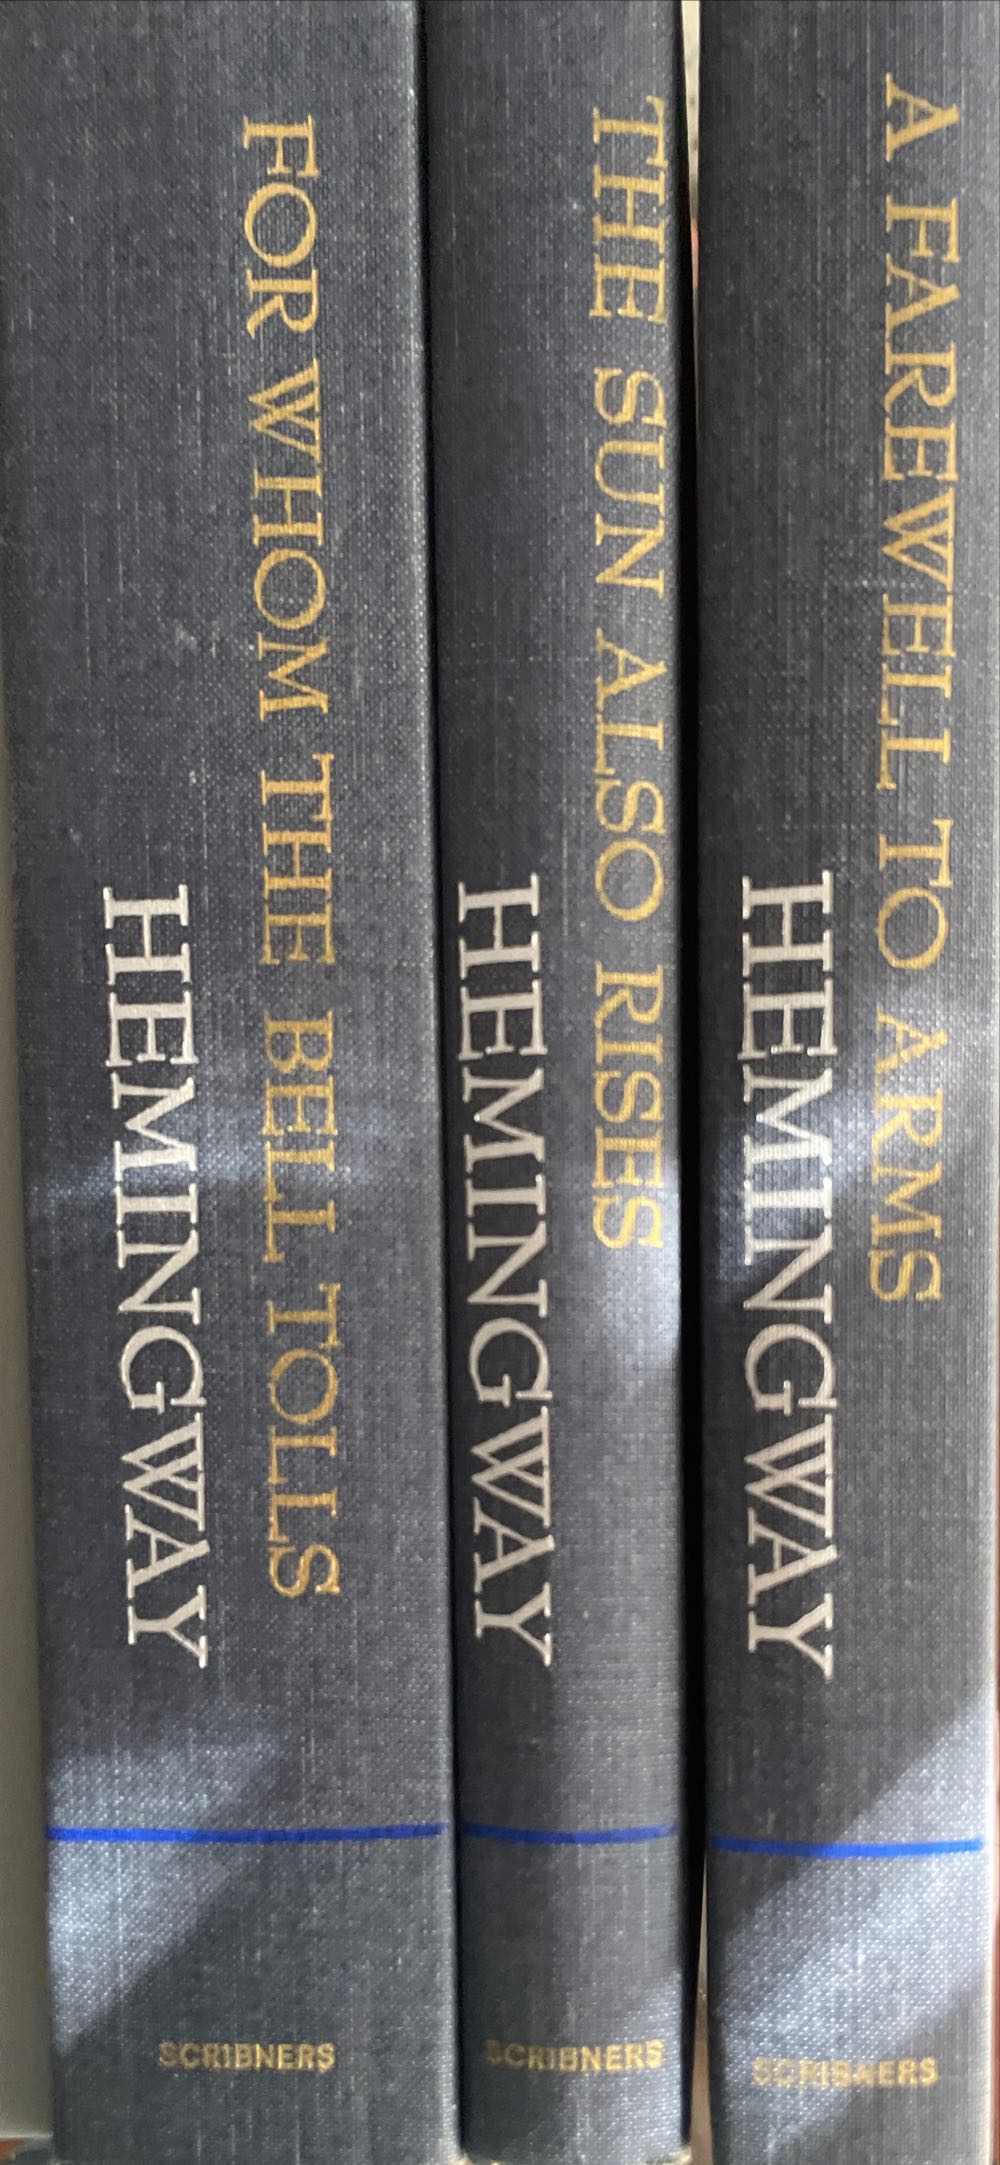 FOR WHOM THE BELL TOLLS
HEMINGWAY
SCRIBNERS
THE SUN ALSO RISES
HEMINGWAY
SCRIBNERS
A FAREWELL TO ARMS
HEMINGWAY
SCRIBNERS